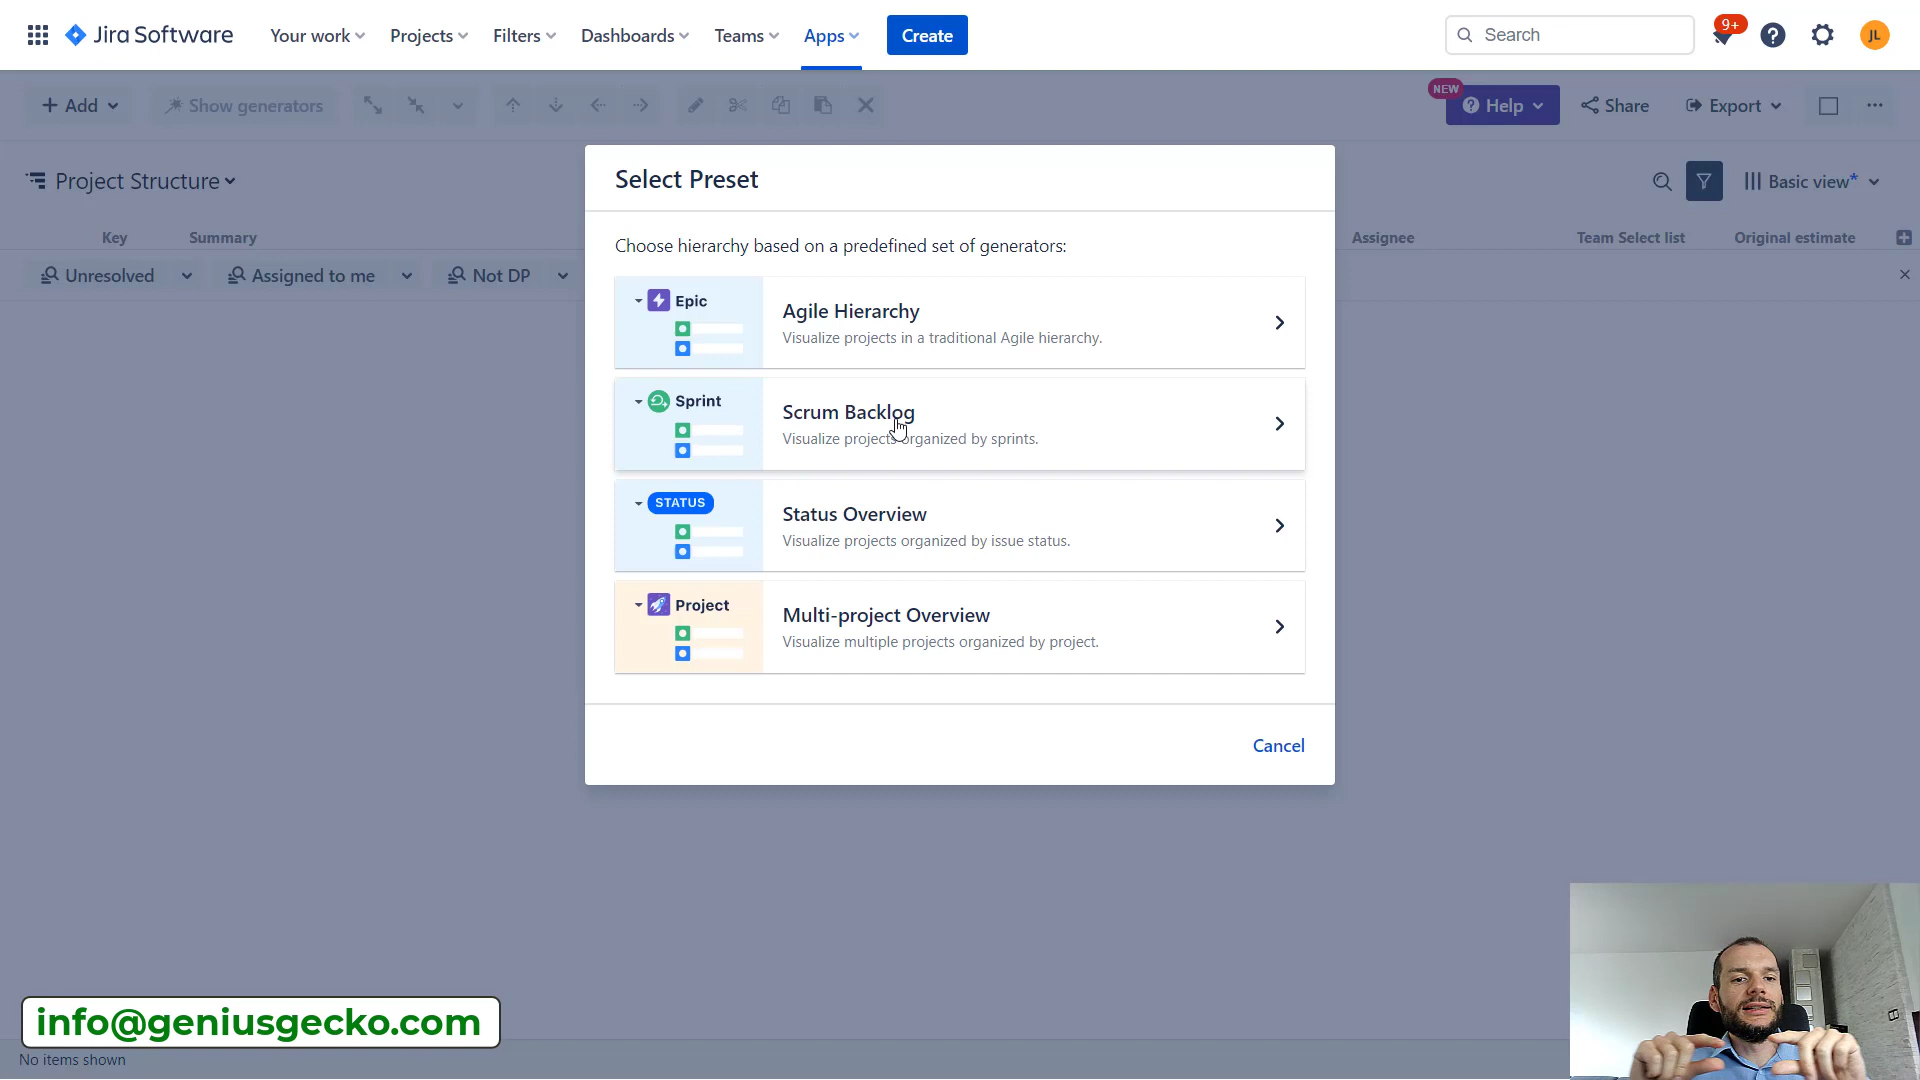 Jira Software
Your work
Projects
Filters
Dashboards
Teams
Apps
Create
Search
9+
JL
Add
Show generators
NEW
Help
Share
Export
Project Structure
Basic view*
Key
Summary
Assignee
Team Select list
Original estimate
Unresolved
Assigned to me
Not DP
Select Preset
Choose hierarchy based on a predefined set of generators:
Epic
Agile Hierarchy
Visualize projects in a traditional Agile hierarchy.
Sprint
Scrum Backlog
Visualize projects organized by sprints.
STATUS
Status Overview
Visualize projects organized by issue status.
Project
Multi-project Overview
Visualize multiple projects organized by project.
Cancel
info@geniusgecko.com
No items shown